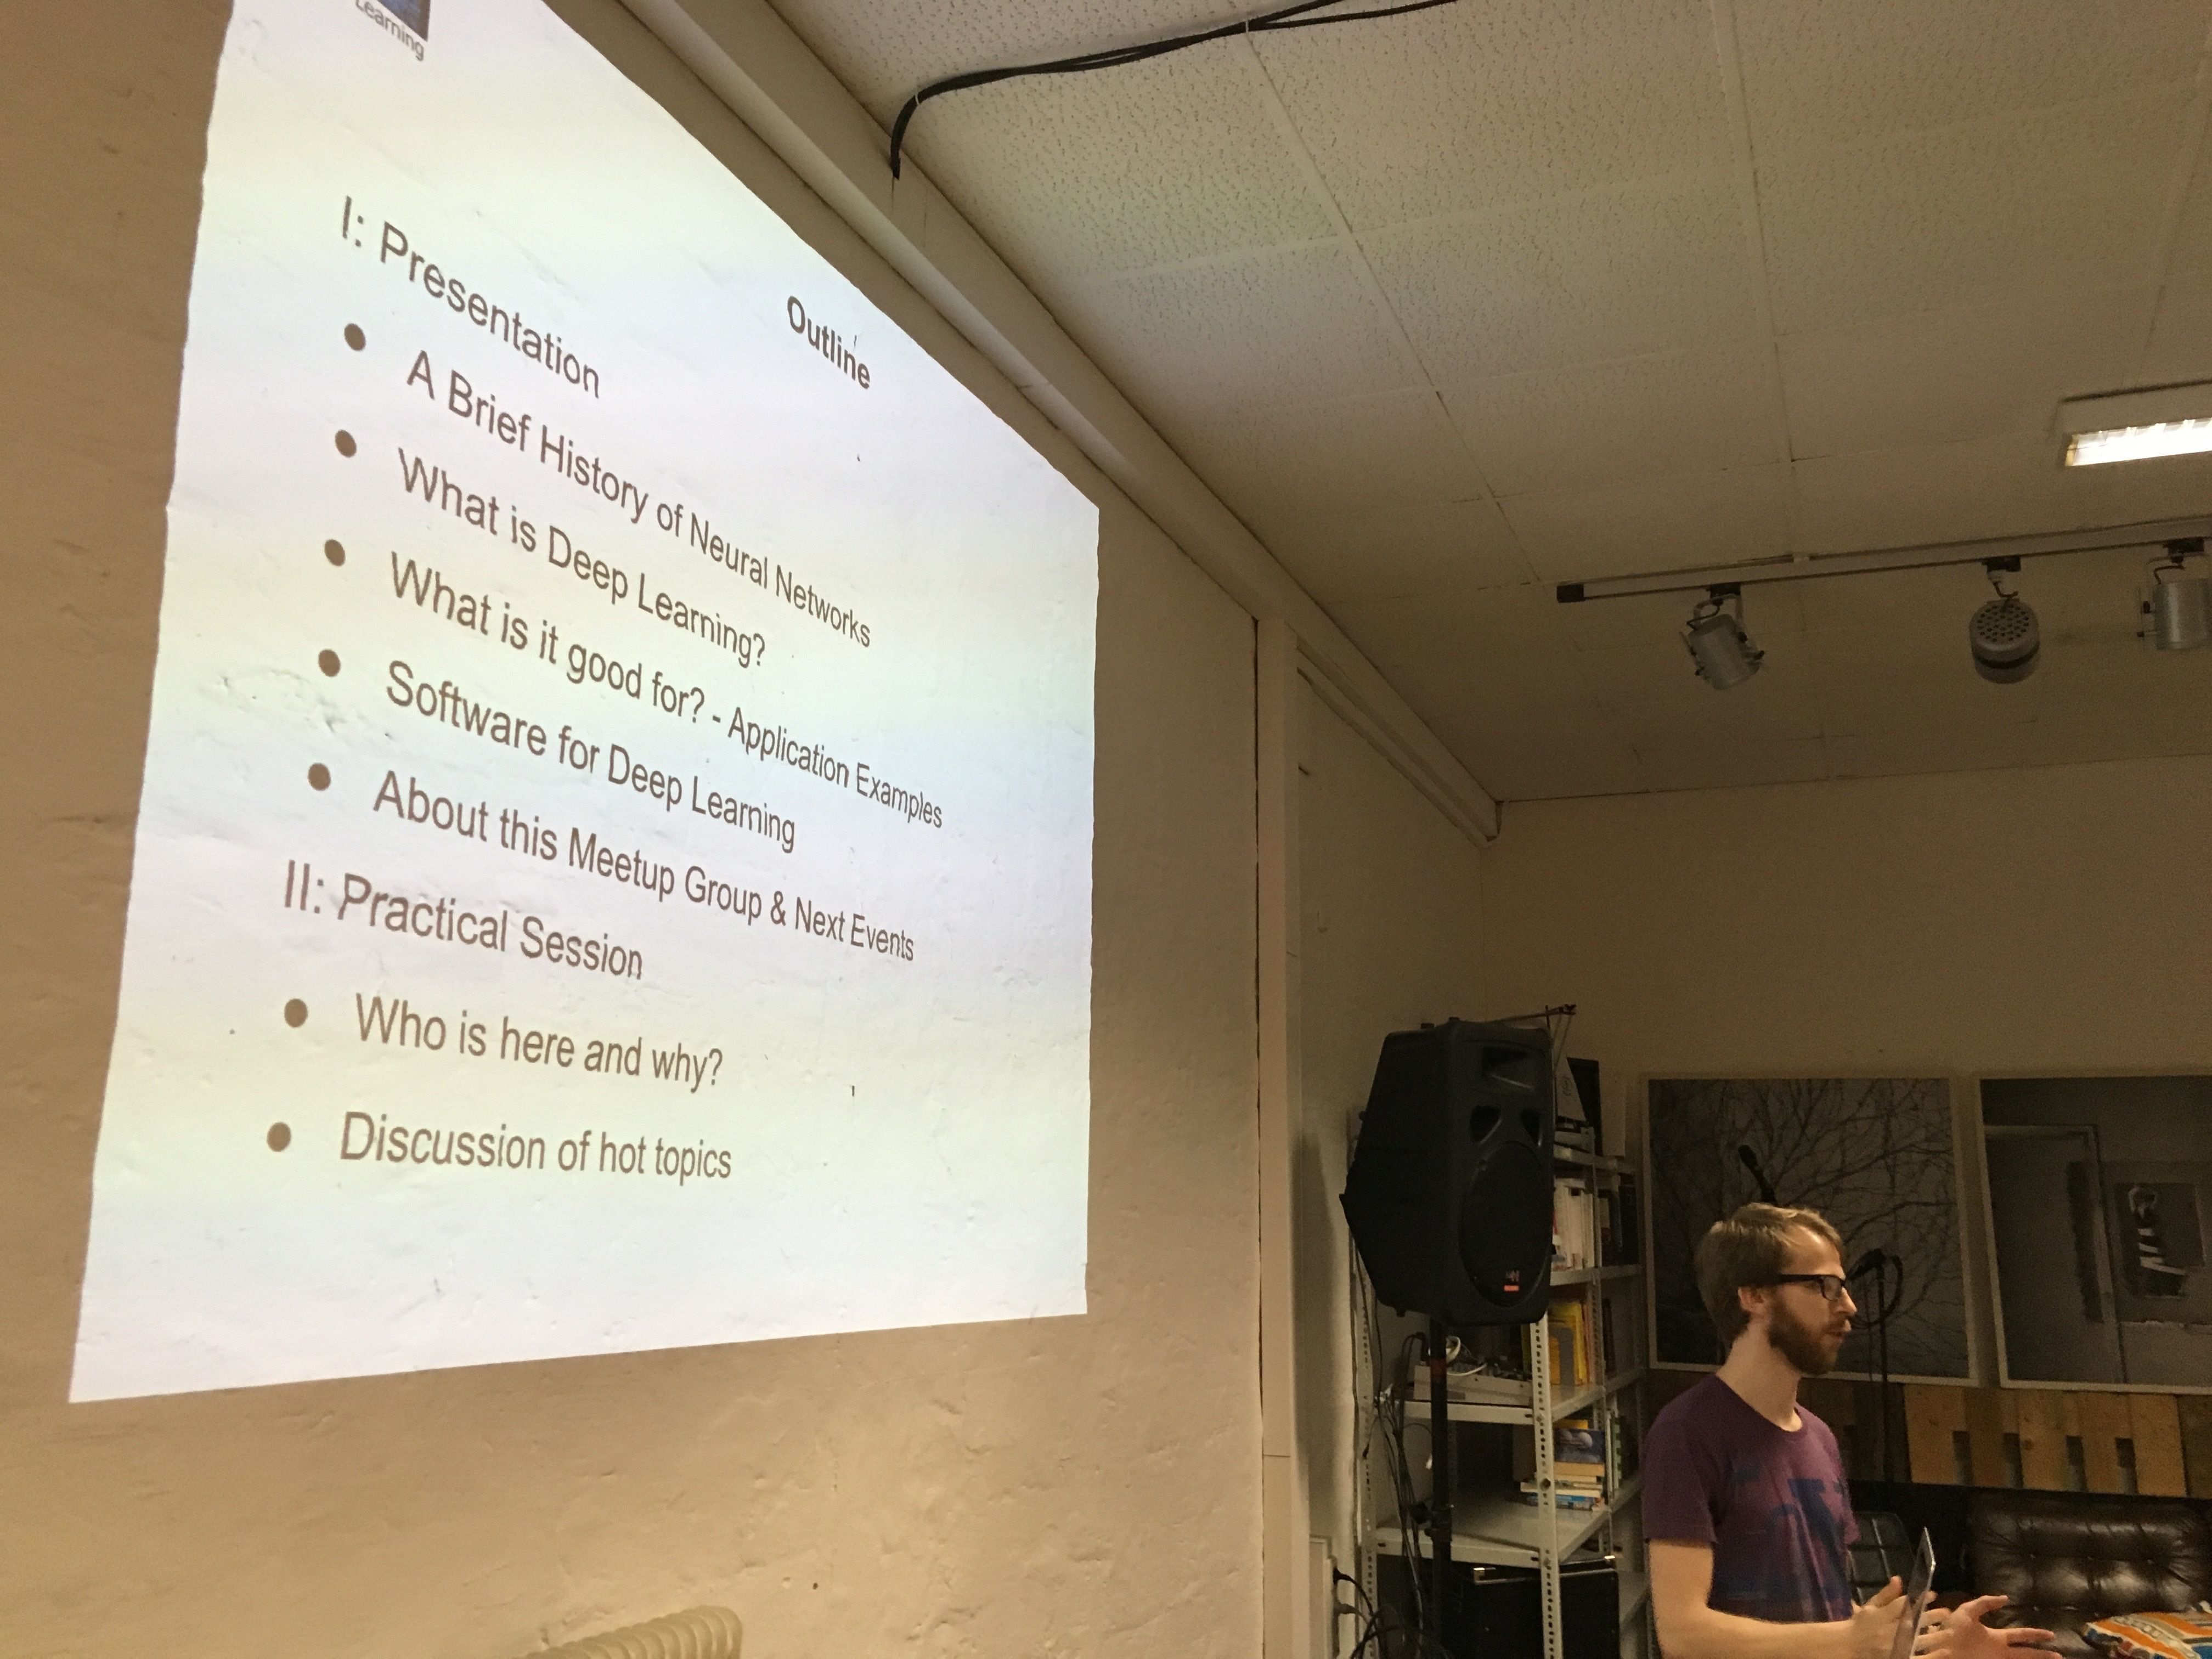 Learning
Outline
I: Presentation
● A Brief History of Neural Networks
● What is Deep Learning?
● What is it good for? - Application Examples
● Software for Deep Learning
● About this Meetup Group & Next Events
II: Practical Session
● Who is here and why?
● Discussion of hot topics